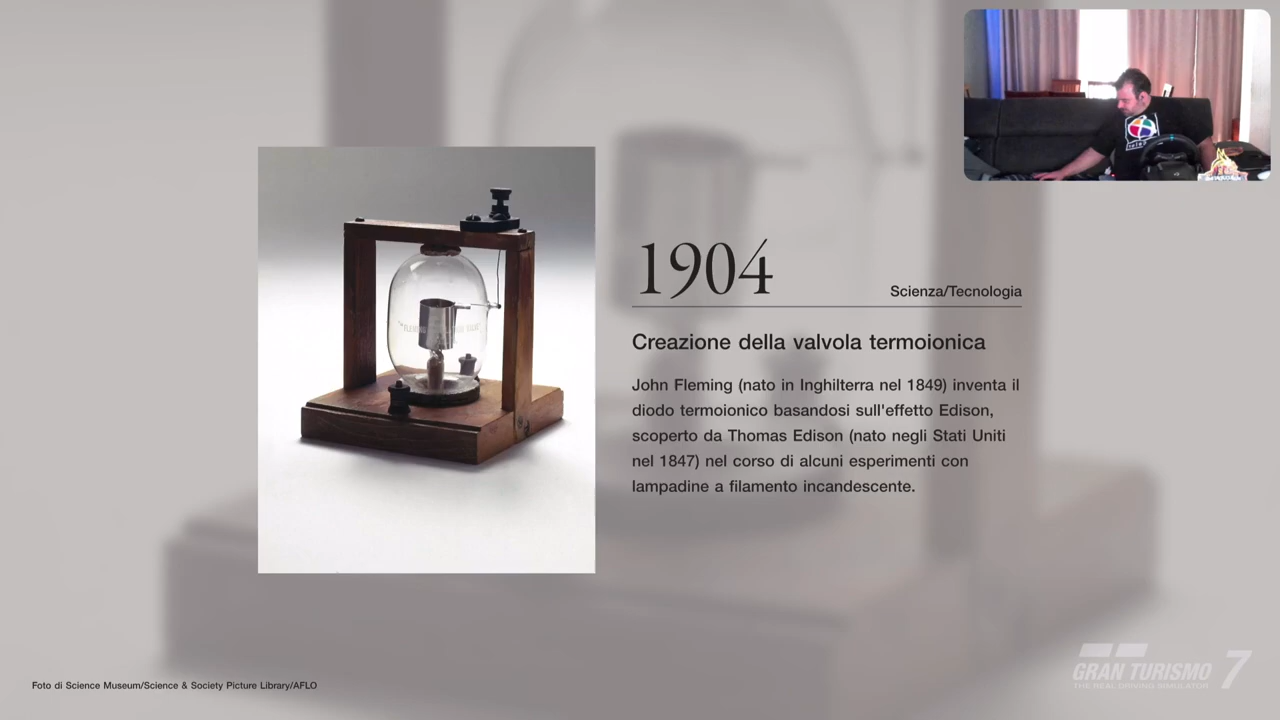 1904
Scienza/Tecnologia
Creazione della valvola termoionica
John Fleming (nato in Inghilterra nel 1849) inventa il
diodo termoionico basandosi sull'effetto Edison,
scoperto da Thomas Edison (nato negli Stati Uniti
nel 1847) nel corso di alcuni esperimenti con
lampadine a filamento incandescente.
Foto di Science Museum/Science & Society Picture Library/AFLO
GRAN TURISMO 7
THE REAL DRIVING SIMULATOR